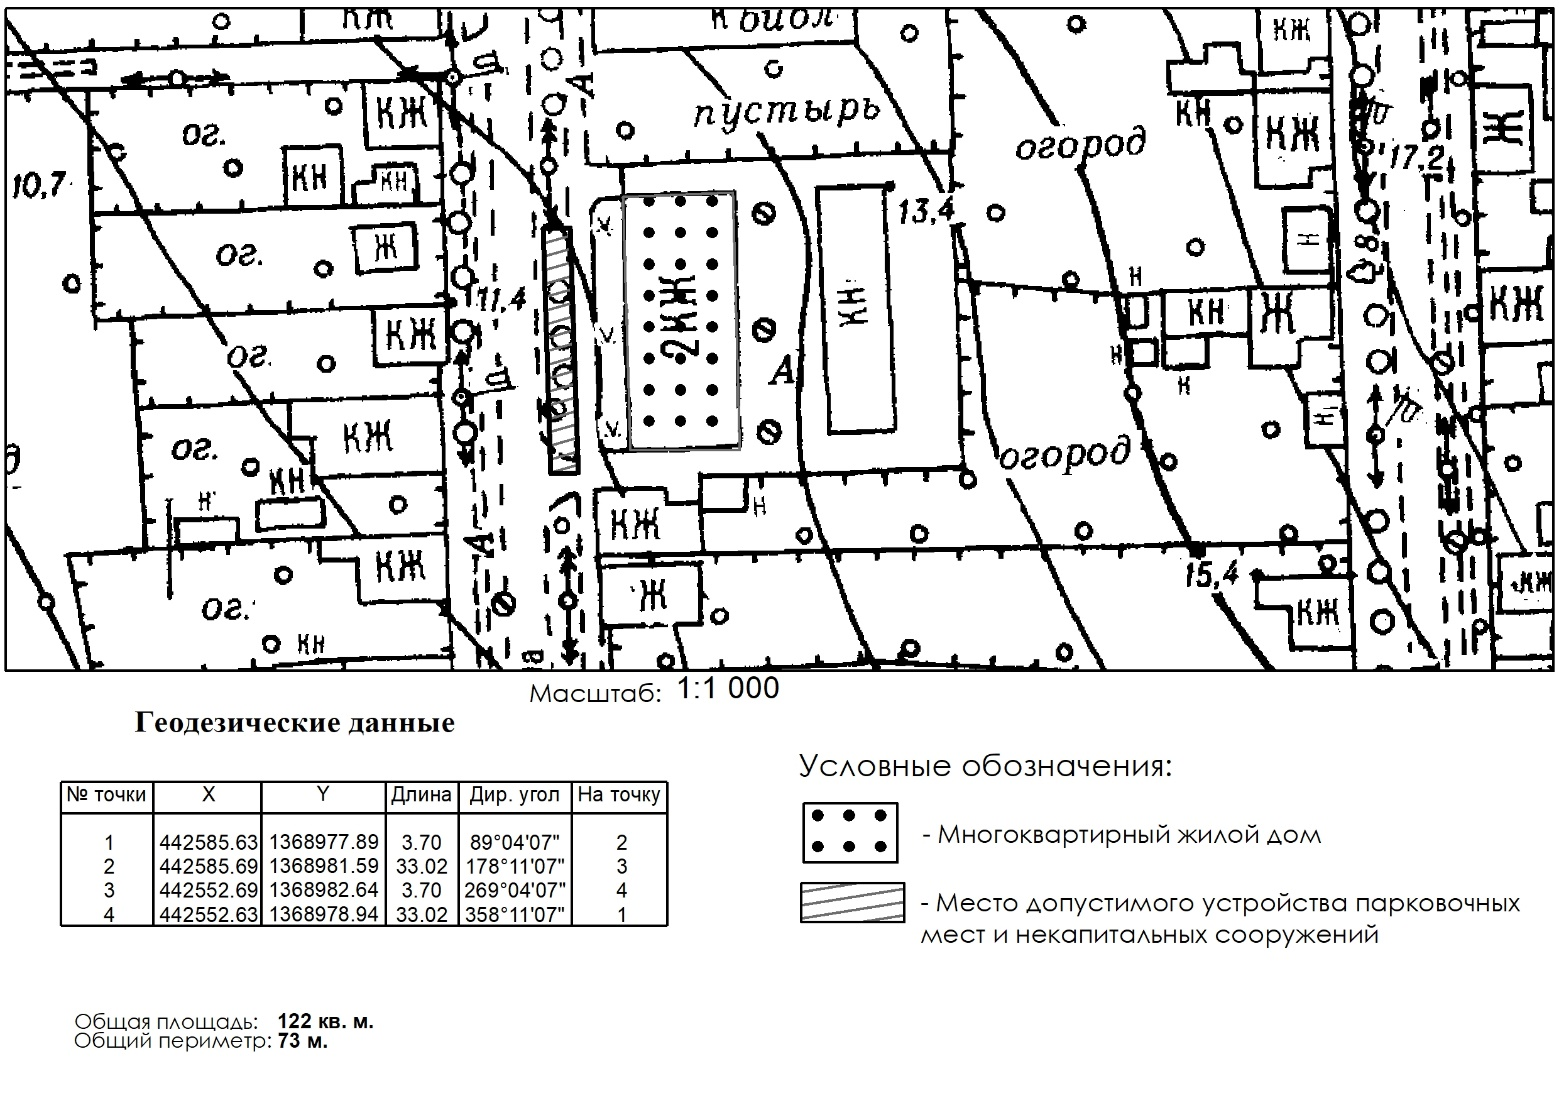 КЖ
к библ
КЖ
Ш
А
пустырь
КЖ
ог.
огород
КН
КЖ
Ж
17,2
10,7
КН
КН
13,4
Ж
ог.
Н
8
11,4
2КЖ
КН
Н
КН
Ж
КЖ
КЖ
ог.
Ш
А
Н
Н
Н
КЖ
ог.
огород
КН
Н
Н
КЖ
А
Ж
15,4
КЖ
ог.
КЖ
КЖ
КН
а
Масштаб: 1:1 000
Геодезические данные
№ точки X Y Длина Дир. угол На точку
1 442585.63 1368977.89 3.70 89°04'07" 2
2 442585.69 1368981.59 33.02 178°11'07" 3
3 442552.69 1368982.64 3.70 269°04'07" 4
4 442552.63 1368978.94 33.02 358°11'07" 1
Условные обозначения:
- Многоквартирный жилой дом
- Место допустимого устройства парковочных
мест и некапитальных сооружений
Общая площадь: 122 кв. м.
Общий периметр: 73 м.